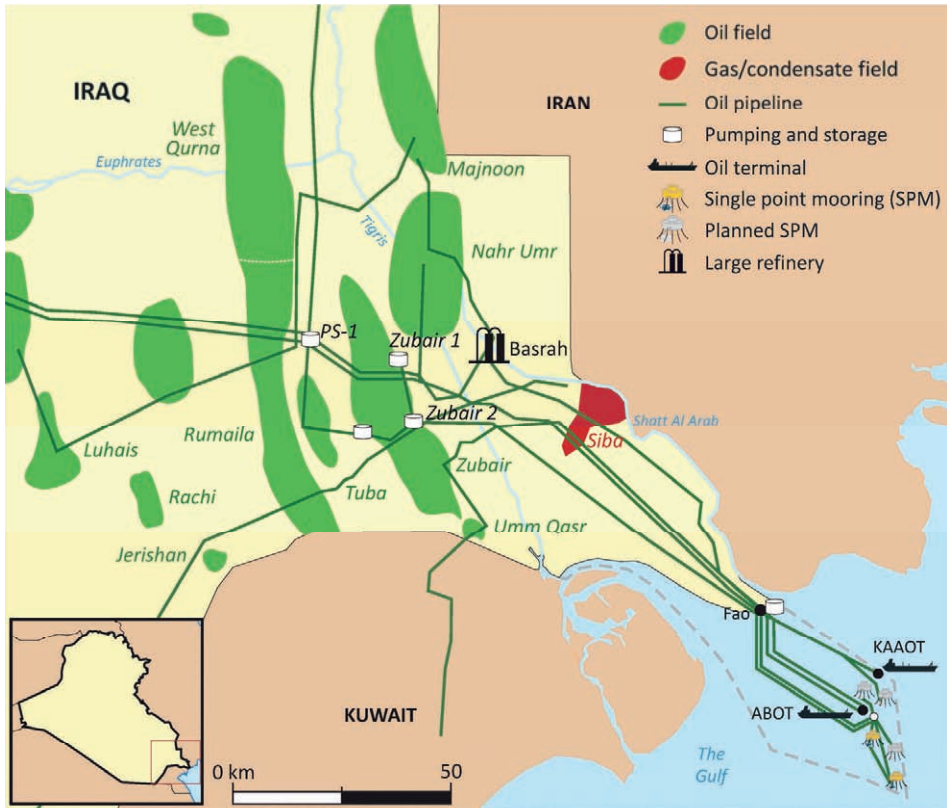 Oil field
Gas/condensate field
Oil pipeline
Pumping and storage
Oil terminal
Single point mooring (SPM)
Planned SPM
Large refinery
IRAQ
IRAN
West
Qurna
Euphrates
Majnoon
Tigris
Nahr Umr
PS-1
Zubair 1
Basrah
Zubair 2
Shatt Al Arab
Siba
Luhais
Rumaila
Zubair
Rachi
Tuba
Umm Qasr
Jerishan
Fao
KAAOT
ABOT
KUWAIT
The
Gulf
0 km
50